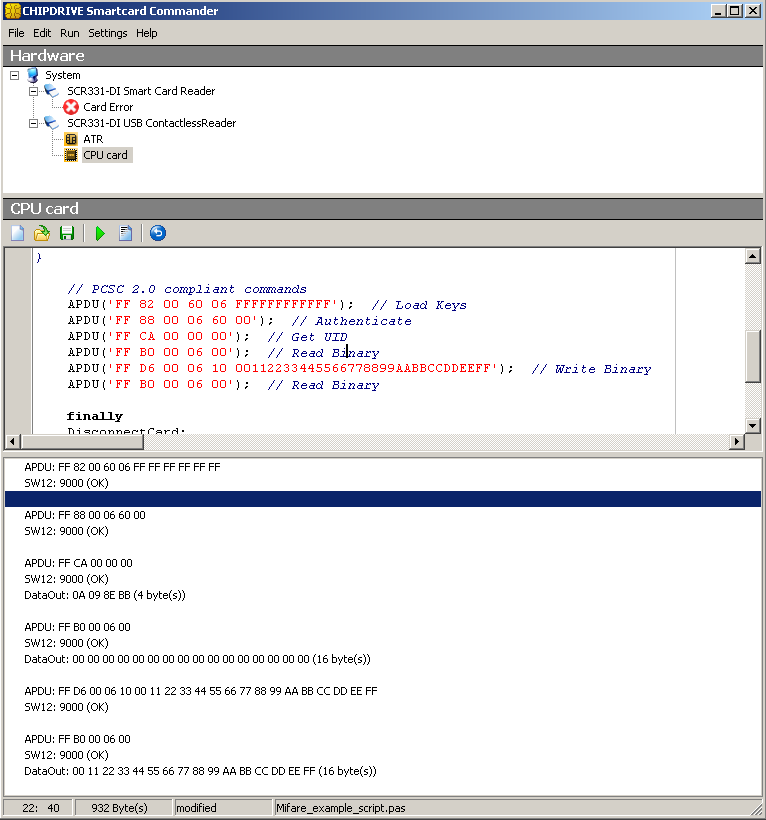 CHIPDRIVE Smartcard Commander
File Edit Run Settings Help
Hardware
System
SCR331-DI Smart Card Reader
Card Error
SCR331-DI USB ContactlessReader
ATR
CPU card
CPU card
}
// PCSC 2.0 compliant commands
APDU('FF 82 00 60 06 FFFFFFFFFFFF'); // Load Keys
APDU('FF 88 00 06 60 00'); // Authenticate
APDU('FF CA 00 00 00'); // Get UID
APDU('FF B0 00 06 00'); // Read Binary
APDU('FF D6 00 06 10 00112233445566778899AABBCCDDEEFF'); // Write Binary
APDU('FF B0 00 06 00'); // Read Binary
finally
DisconnectCard;
APDU: FF 82 00 60 06 FF FF FF FF FF FF
SW12: 9000 (OK)
APDU: FF 88 00 06 60 00
SW12: 9000 (OK)
APDU: FF CA 00 00 00
SW12: 9000 (OK)
DataOut: 0A 09 8E BB (4 byte(s))
APDU: FF B0 00 06 00
SW12: 9000 (OK)
DataOut: 00 00 00 00 00 00 00 00 00 00 00 00 00 00 00 00 (16 byte(s))
APDU: FF D6 00 06 10 00 11 22 33 44 55 66 77 88 99 AA BB CC DD EE FF
SW12: 9000 (OK)
APDU: FF B0 00 06 00
SW12: 9000 (OK)
DataOut: 00 11 22 33 44 55 66 77 88 99 AA BB CC DD EE FF (16 byte(s))
22: 40 932 Byte(s) modified Mifare_example_script.pas